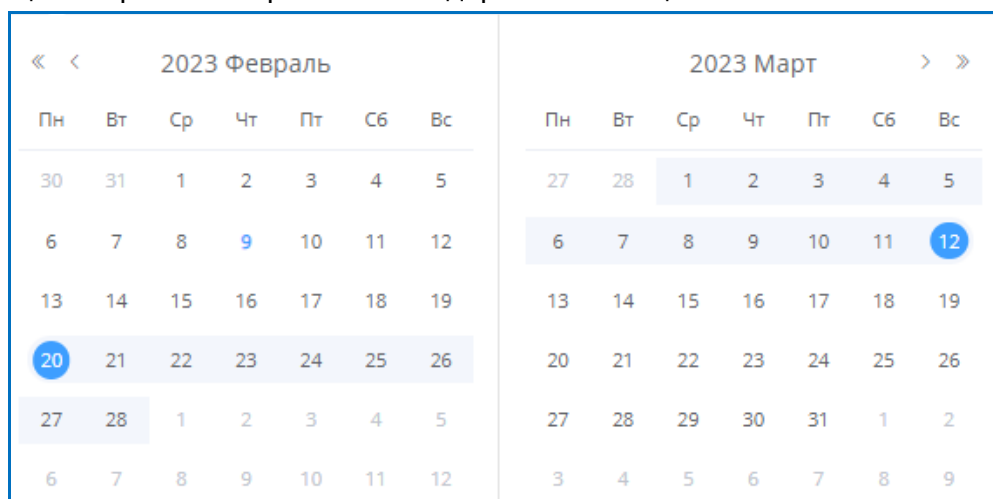 « < 2023 Февраль
Пн Вт Ср Чт Пт Сб Вс
30 31 1 2 3 4 5
6 7 8 9 10 11 12
13 14 15 16 17 18 19
20 21 22 23 24 25 26
27 28 1 2 3 4 5
6 7 8 9 10 11 12
2023 Март > »
Пн Вт Ср Чт Пт Сб Вс
27 28 1 2 3 4 5
6 7 8 9 10 11 12
13 14 15 16 17 18 19
20 21 22 23 24 25 26
27 28 29 30 31 1 2
3 4 5 6 7 8 9